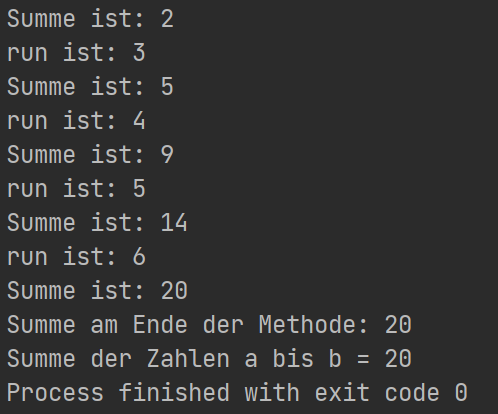 Summe ist: 2
run ist: 3
Summe ist: 5
run ist: 4
Summe ist: 9
run ist: 5
Summe ist: 14
run ist: 6
Summe ist: 20
Summe am Ende der Methode: 20
Summe der Zahlen a bis b = 20
Process finished with exit code 0